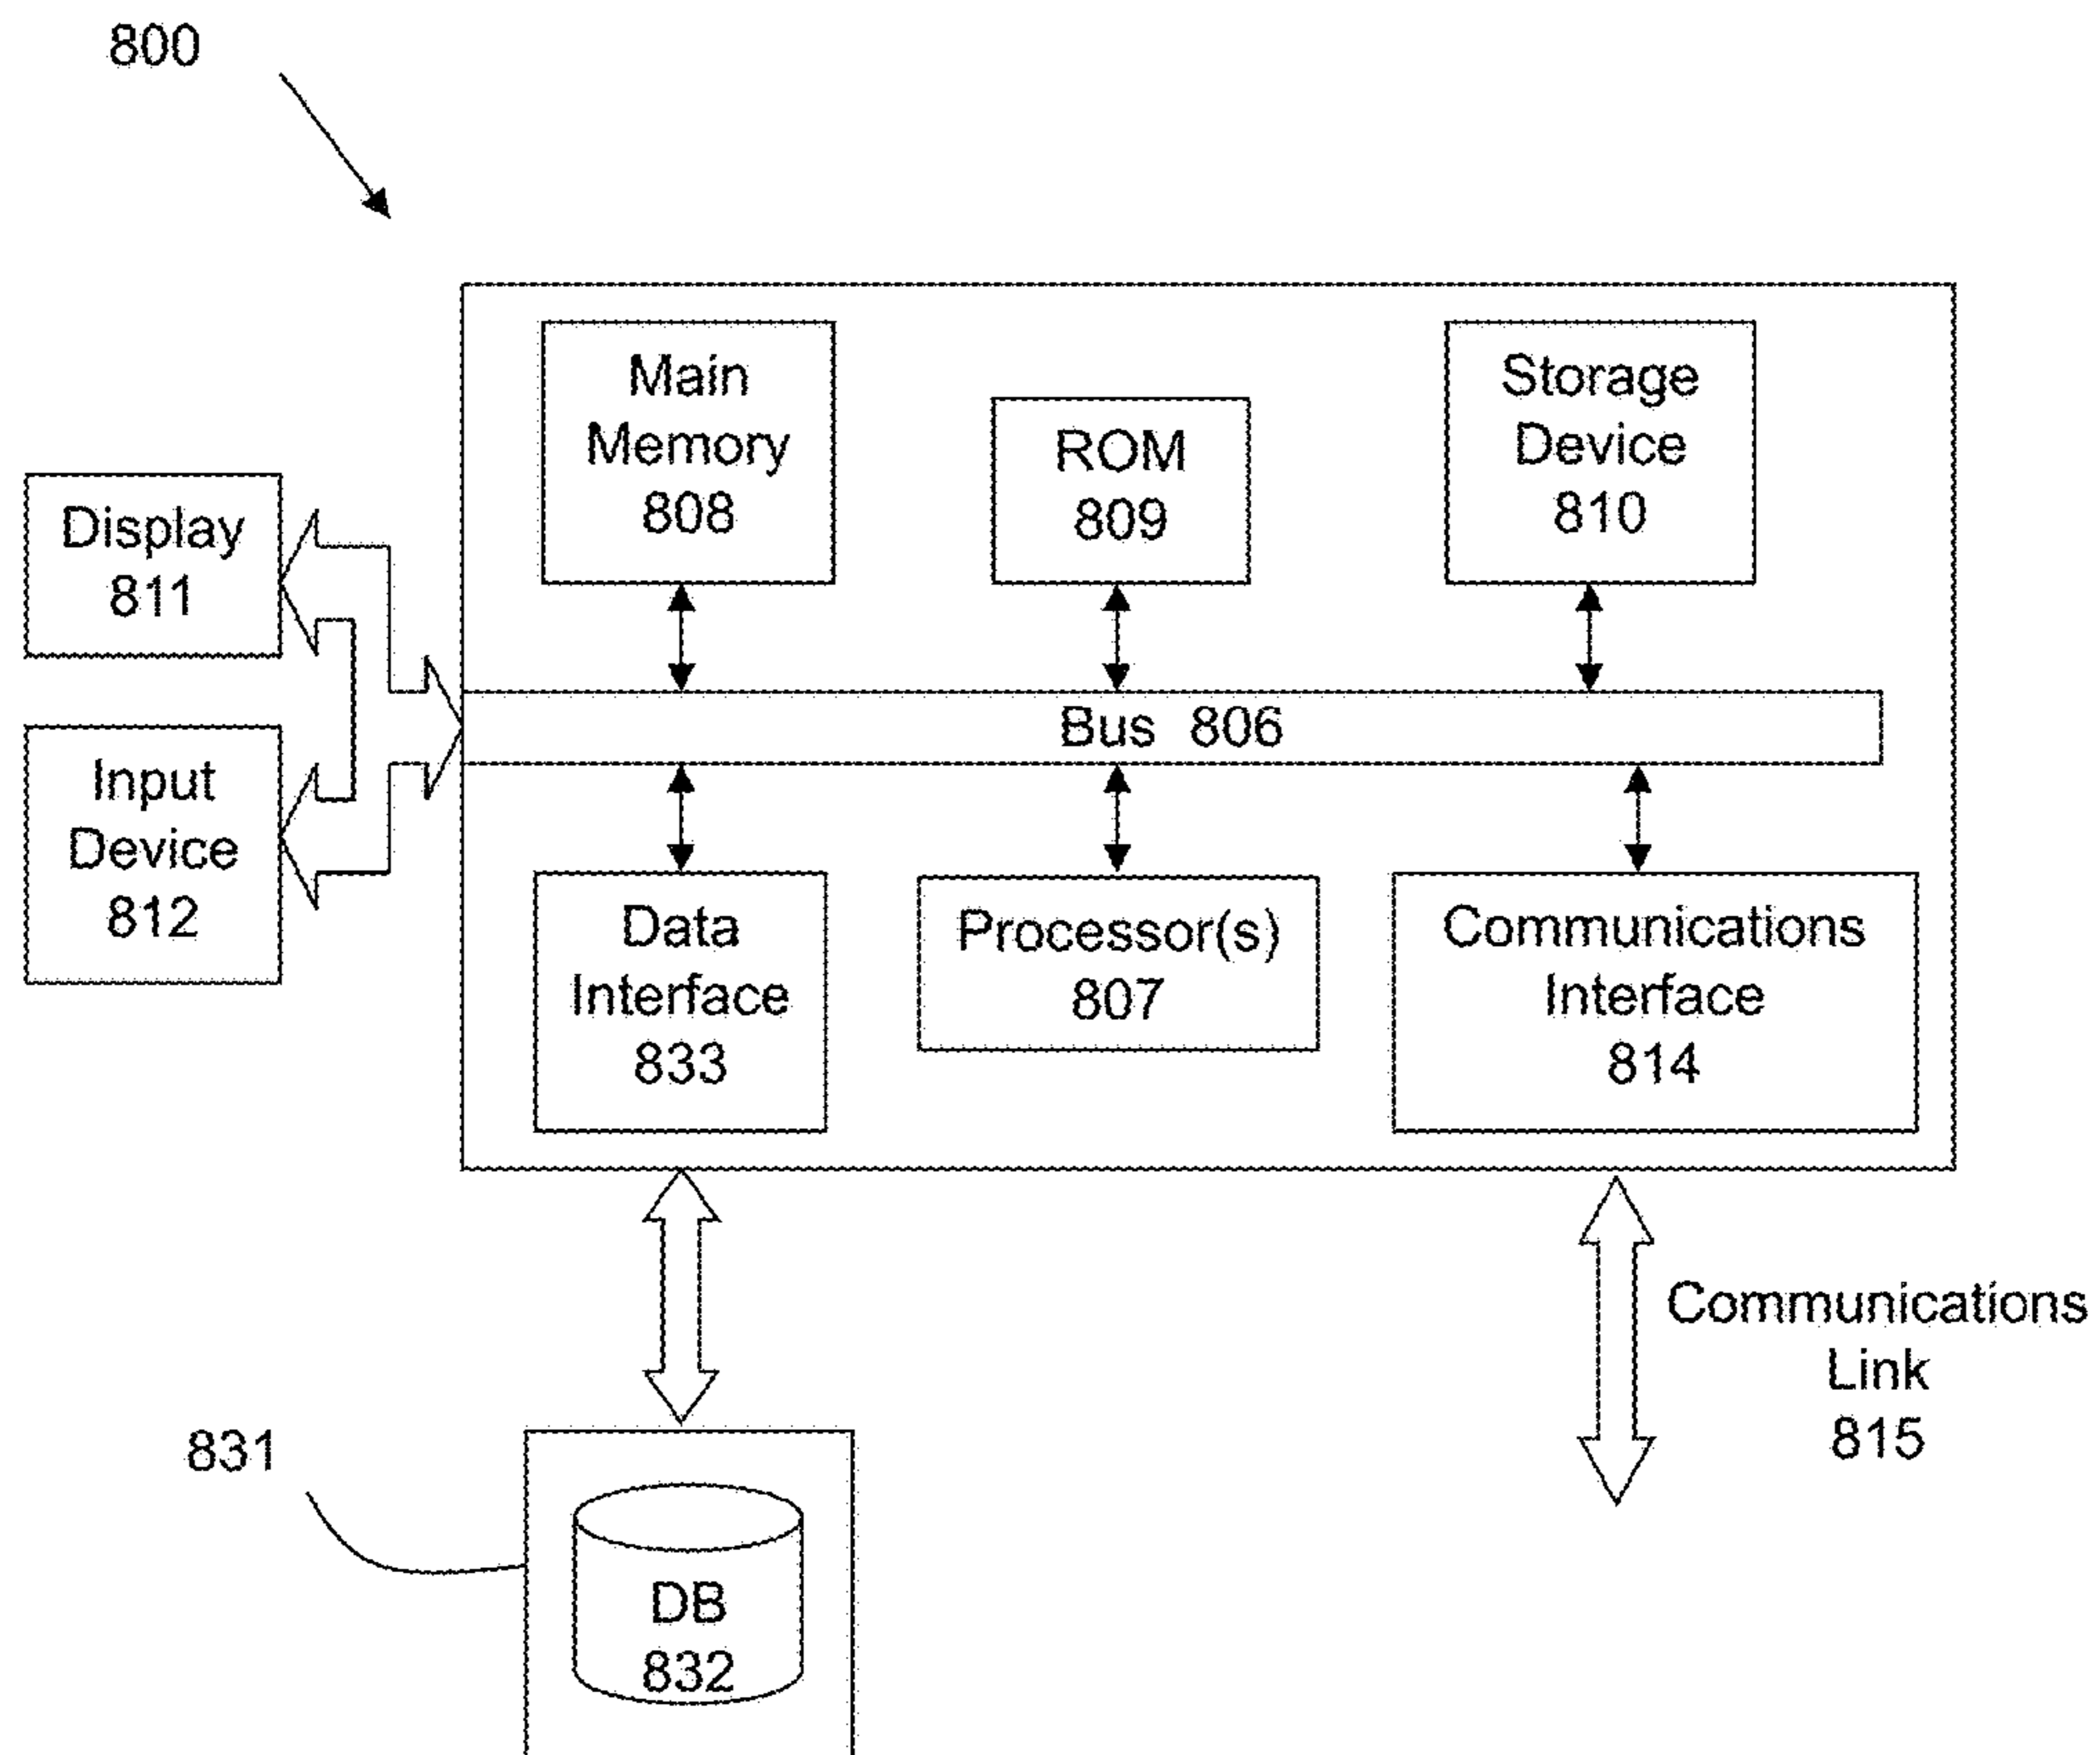 800
Main
Memory
808
ROM
809
Storage
Device
810
Display
811
Bus 806
Input
Device
812
Data
Interface
833
Processor(s)
807
Communications
Interface
814
Communications
Link
815
831
DB
832